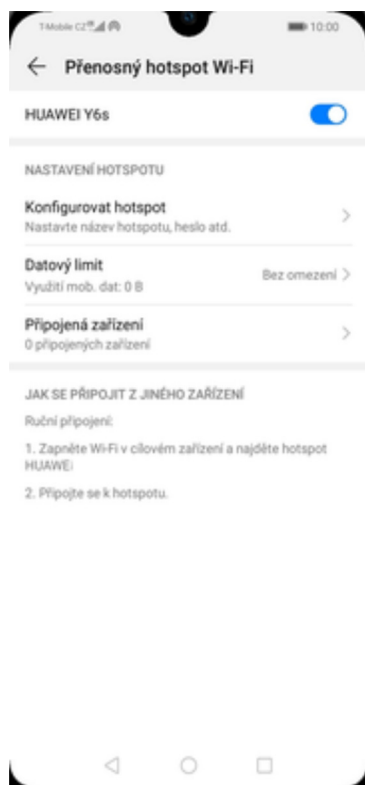 T-Mobile CZ 10:00
Přenosný hotspot Wi-Fi
HUAWEI Y6s
NASTAVENÍ HOTSPOTU
Konfigurovat hotspot
Nastavte název hotspotu, heslo atd.
Datový limit
Bez omezení
Využití mob. dat: 0 B
Připojená zařízení
0 připojených zařízení
JAK SE PŘIPOJIT Z JINÉHO ZAŘÍZENÍ
Ruční připojení:
1. Zapněte Wi-Fi v cílovém zařízení a najděte hotspot
HUAWEI
2. Připojte se k hotspotu.